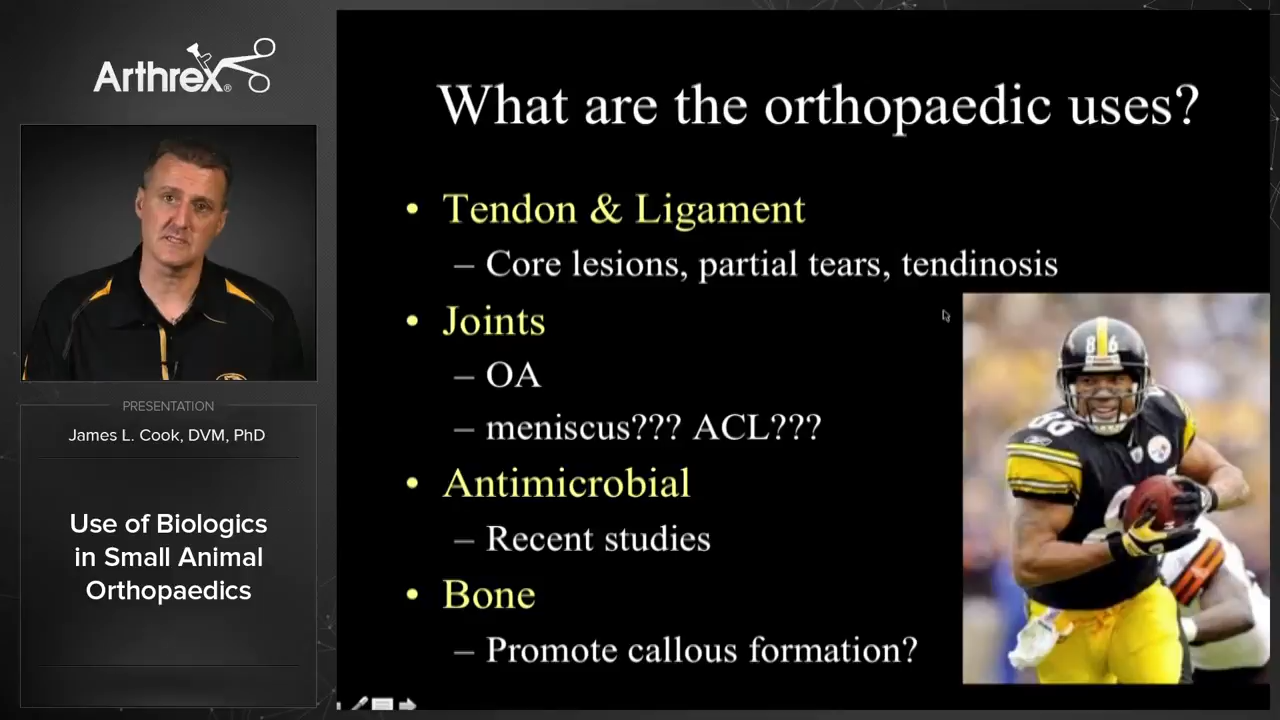 Arthrex®
PRESENTATION
James L. Cook, DVM, PhD
Use of Biologics
in Small Animal
Orthopaedics
What are the orthopaedic uses?
• Tendon & Ligament
– Core lesions, partial tears, tendinosis
• Joints
– OA
– meniscus??? ACL???
• Antimicrobial
– Recent studies
• Bone
– Promote callous formation?
86
86